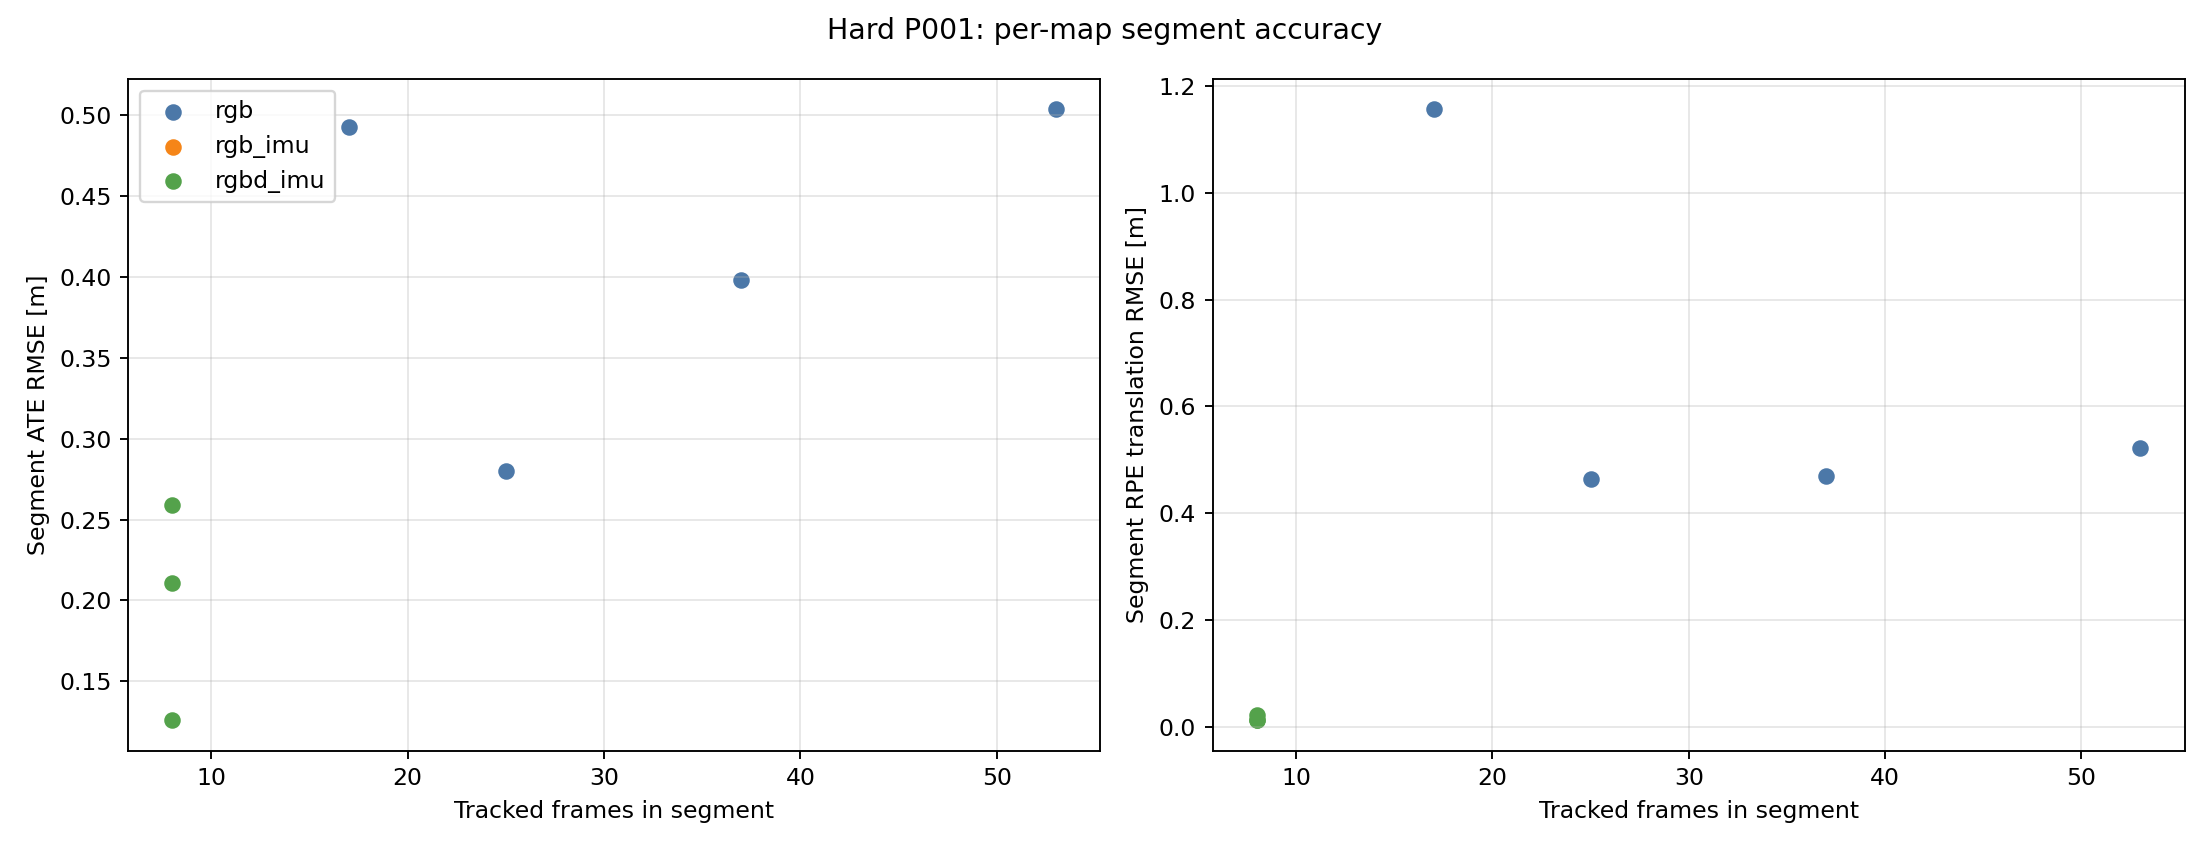 Hard P001: per-map segment accuracy
Segment ATE RMSE [m]
0.50
0.45
0.40
0.35
0.30
0.25
0.20
0.15
rgb
rgb_imu
rgbd_imu
10 20 30 40 50
Tracked frames in segment
Segment RPE translation RMSE [m]
1.2
1.0
0.8
0.6
0.4
0.2
0.0
10 20 30 40 50
Tracked frames in segment